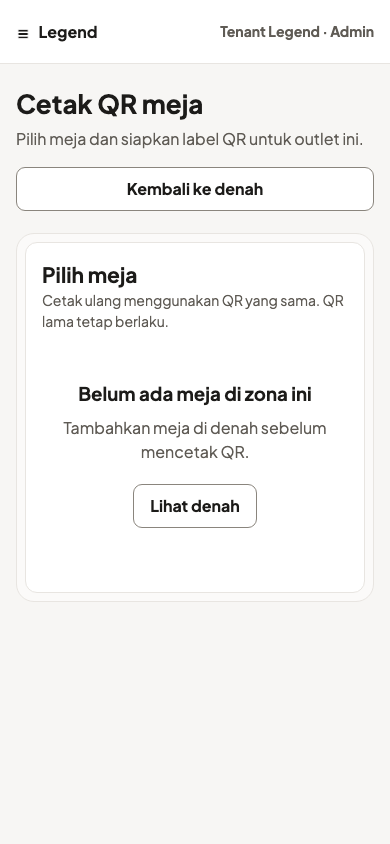 ≡ Legend
Tenant Legend · Admin
Cetak QR meja
Pilih meja dan siapkan label QR untuk outlet ini.
Kembali ke denah
Pilih meja
Cetak ulang menggunakan QR yang sama. QR
lama tetap berlaku.
Belum ada meja di zona ini
Tambahkan meja di denah sebelum
mencetak QR.
Lihat denah